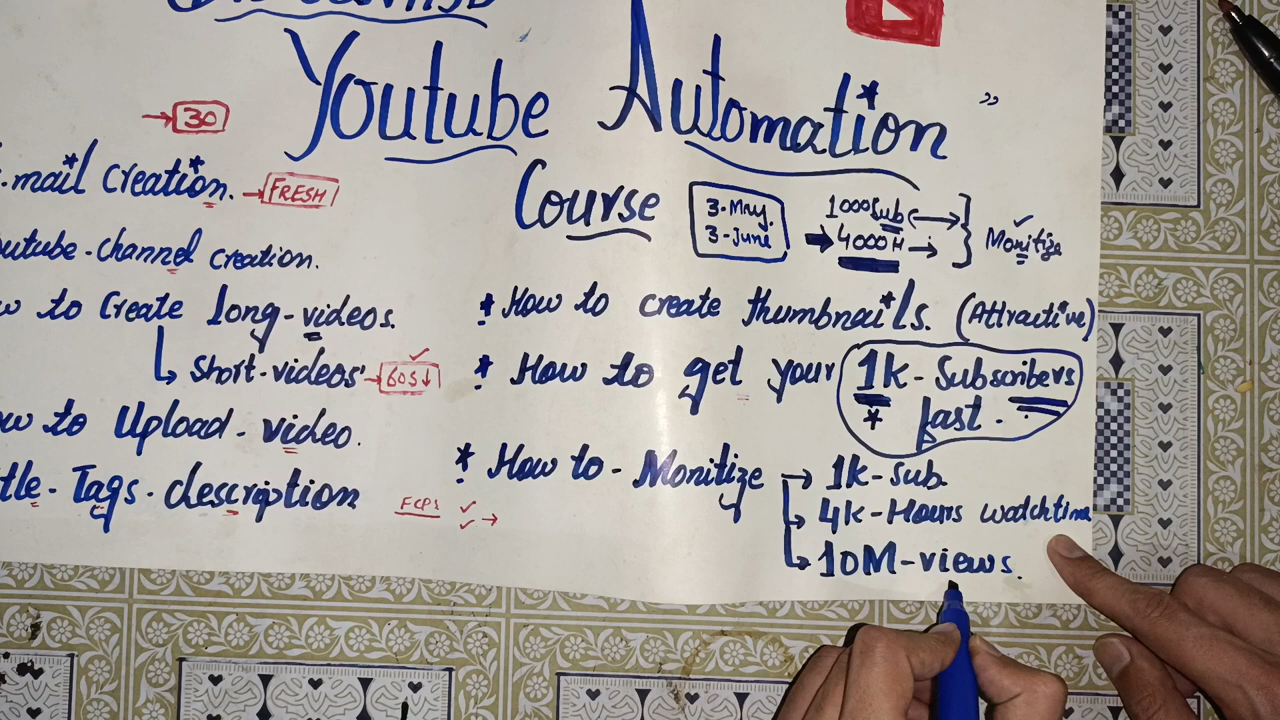 Youtube Automation "
Course
3-May.
3-June
1000 Sub
4000 H
Monitize
→ 30
.mail Creation. → FRESH
outube-channel creation.
w to Create long-videos.
Short-videos → 60S↓
w to Upload-video.
tle-Tags-description
FCPS
* How to create thumbnails. (Attractive)
* How to get your 1k-Subscribers
fast.
* How to-Monitize → 1k-Sub.
→ 4k-Hours watchtime
→ 10M-views.